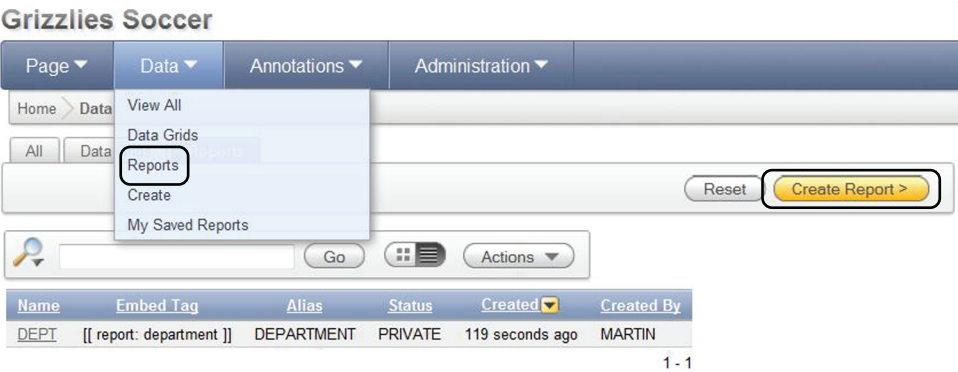 Grizzlies Soccer
Page Data Annotations Administration
Home Data
View All
Data Grids
All Data
Reports
Create
My Saved Reports
Reset Create Report >
Go Actions
Name Embed Tag Alias Status Created Created By
DEPT [[ report: department ]] DEPARTMENT PRIVATE 119 seconds ago MARTIN
1 - 1